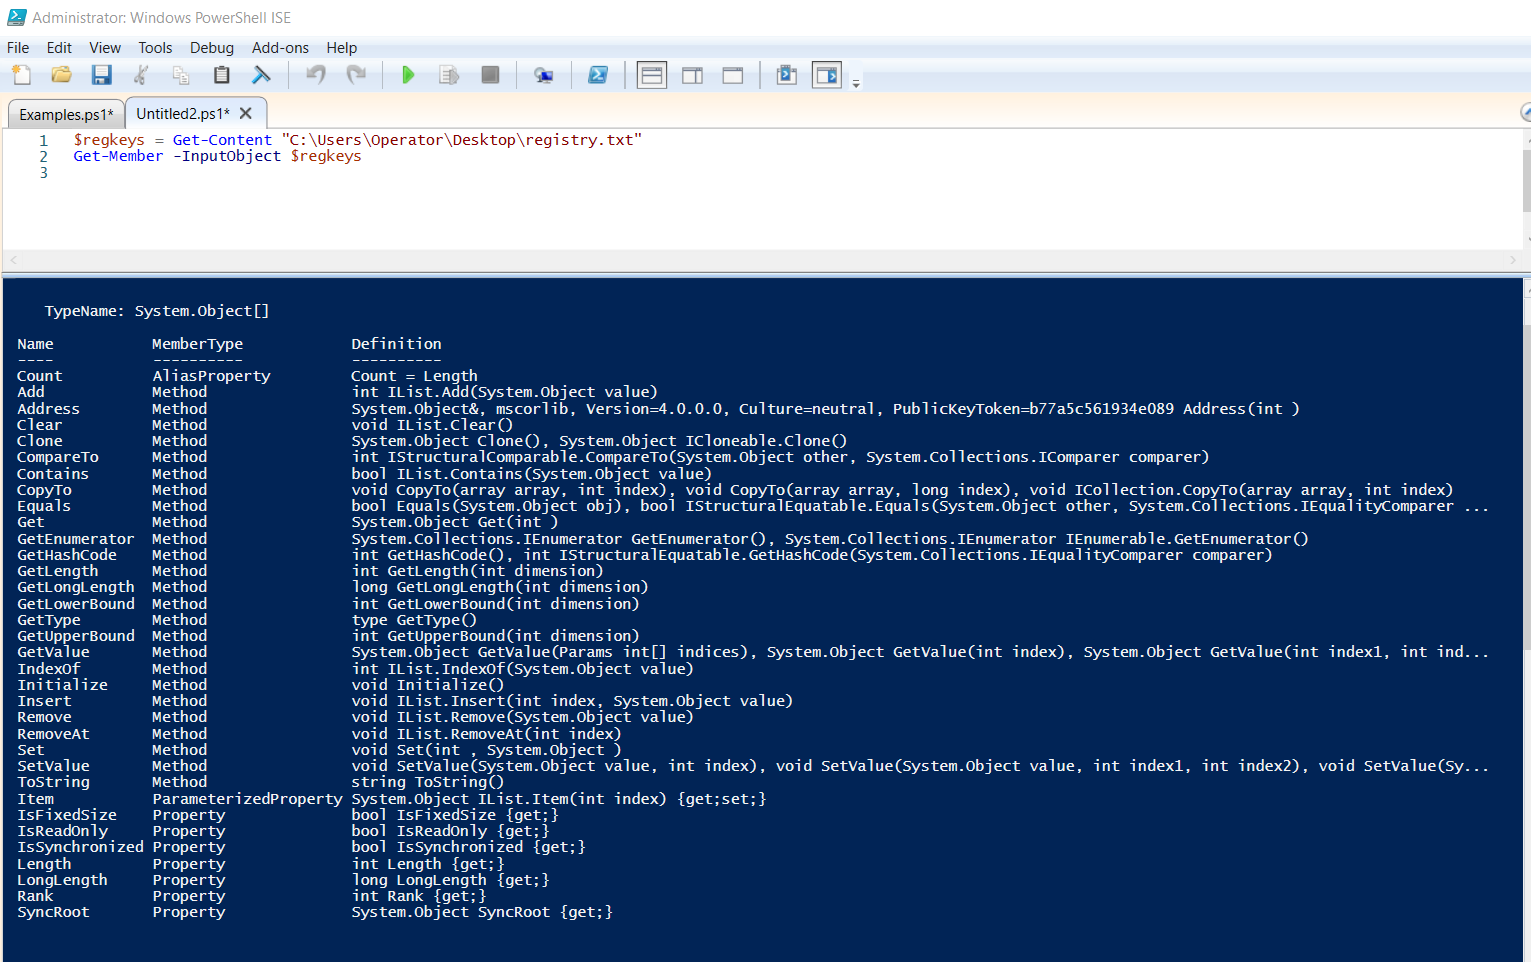 Administrator: Windows PowerShell ISE
File Edit View Tools Debug Add-ons Help
Examples.ps1* Untitled2.ps1* X
1 $regkeys = Get-Content "C:\Users\Operator\Desktop\registry.txt"
2 Get-Member -InputObject $regkeys
3
TypeName: System.Object[]
Name MemberType Definition
---- ---------- ----------
Count AliasProperty Count = Length
Add Method int IList.Add(System.Object value)
Address Method System.Object&, mscorlib, Version=4.0.0.0, Culture=neutral, PublicKeyToken=b77a5c561934e089 Address(int )
Clear Method void IList.Clear()
Clone Method System.Object Clone(), System.Object ICloneable.Clone()
CompareTo Method int IStructuralComparable.CompareTo(System.Object other, System.Collections.IComparer comparer)
Contains Method bool IList.Contains(System.Object value)
CopyTo Method void CopyTo(array array, int index), void CopyTo(array array, long index), void ICollection.CopyTo(array array, int index)
Equals Method bool Equals(System.Object obj), bool IStructuralEquatable.Equals(System.Object other, System.Collections.IEqualityComparer ...
Get Method System.Object Get(int )
GetEnumerator Method System.Collections.IEnumerator GetEnumerator(), System.Collections.IEnumerator IEnumerable.GetEnumerator()
GetHashCode Method int GetHashCode(), int IStructuralEquatable.GetHashCode(System.Collections.IEqualityComparer comparer)
GetLength Method int GetLength(int dimension)
GetLongLength Method long GetLongLength(int dimension)
GetLowerBound Method int GetLowerBound(int dimension)
GetType Method type GetType()
GetUpperBound Method int GetUpperBound(int dimension)
GetValue Method System.Object GetValue(Params int[] indices), System.Object GetValue(int index), System.Object GetValue(int index1, int ind...
IndexOf Method int IList.IndexOf(System.Object value)
Initialize Method void Initialize()
Insert Method void IList.Insert(int index, System.Object value)
Remove Method void IList.Remove(System.Object value)
RemoveAt Method void IList.RemoveAt(int index)
Set Method void Set(int , System.Object )
SetValue Method void SetValue(System.Object value, int index), void SetValue(System.Object value, int index1, int index2), void SetValue(Sy...
ToString Method string ToString()
Item ParameterizedProperty System.Object IList.Item(int index) {get;set;}
IsFixedSize Property bool IsFixedSize {get;}
IsReadOnly Property bool IsReadOnly {get;}
IsSynchronized Property bool IsSynchronized {get;}
Length Property int Length {get;}
LongLength Property long LongLength {get;}
Rank Property int Rank {get;}
SyncRoot Property System.Object SyncRoot {get;}